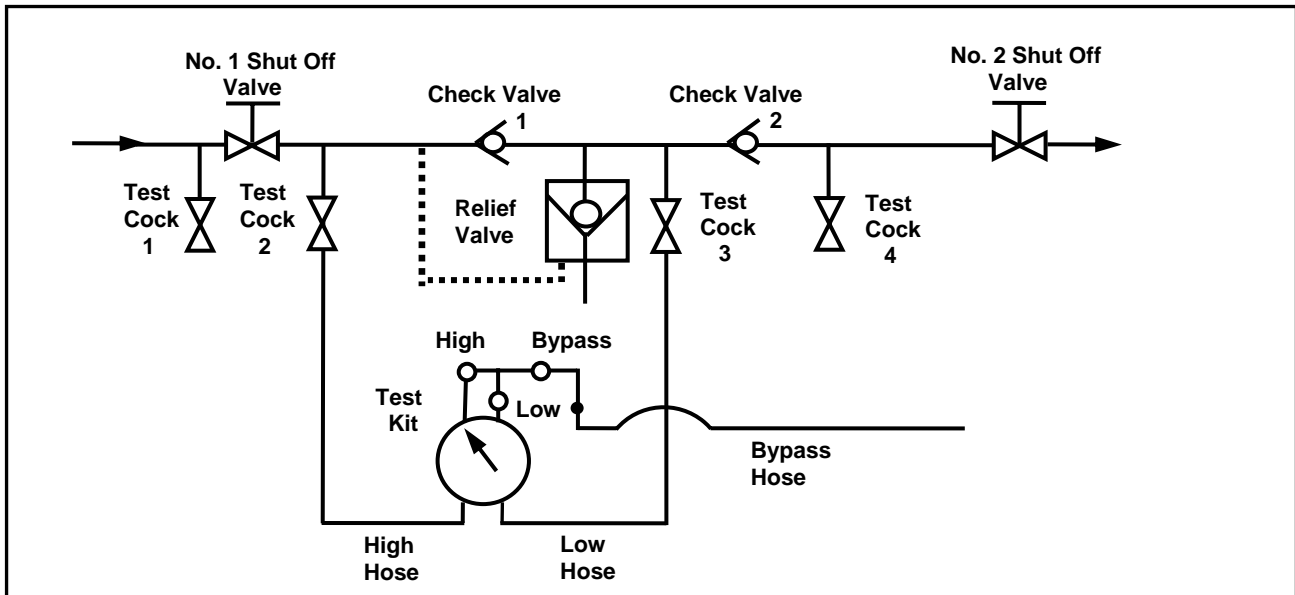 No. 1 Shut Off
Valve
No. 2 Shut Off
Valve
Check Valve
1
Check Valve
2
Test
Cock
1
Test
Cock
2
Relief
Valve
Test
Cock
3
Test
Cock
4
High
Bypass
Test
Kit
Low
Bypass
Hose
High
Hose
Low
Hose